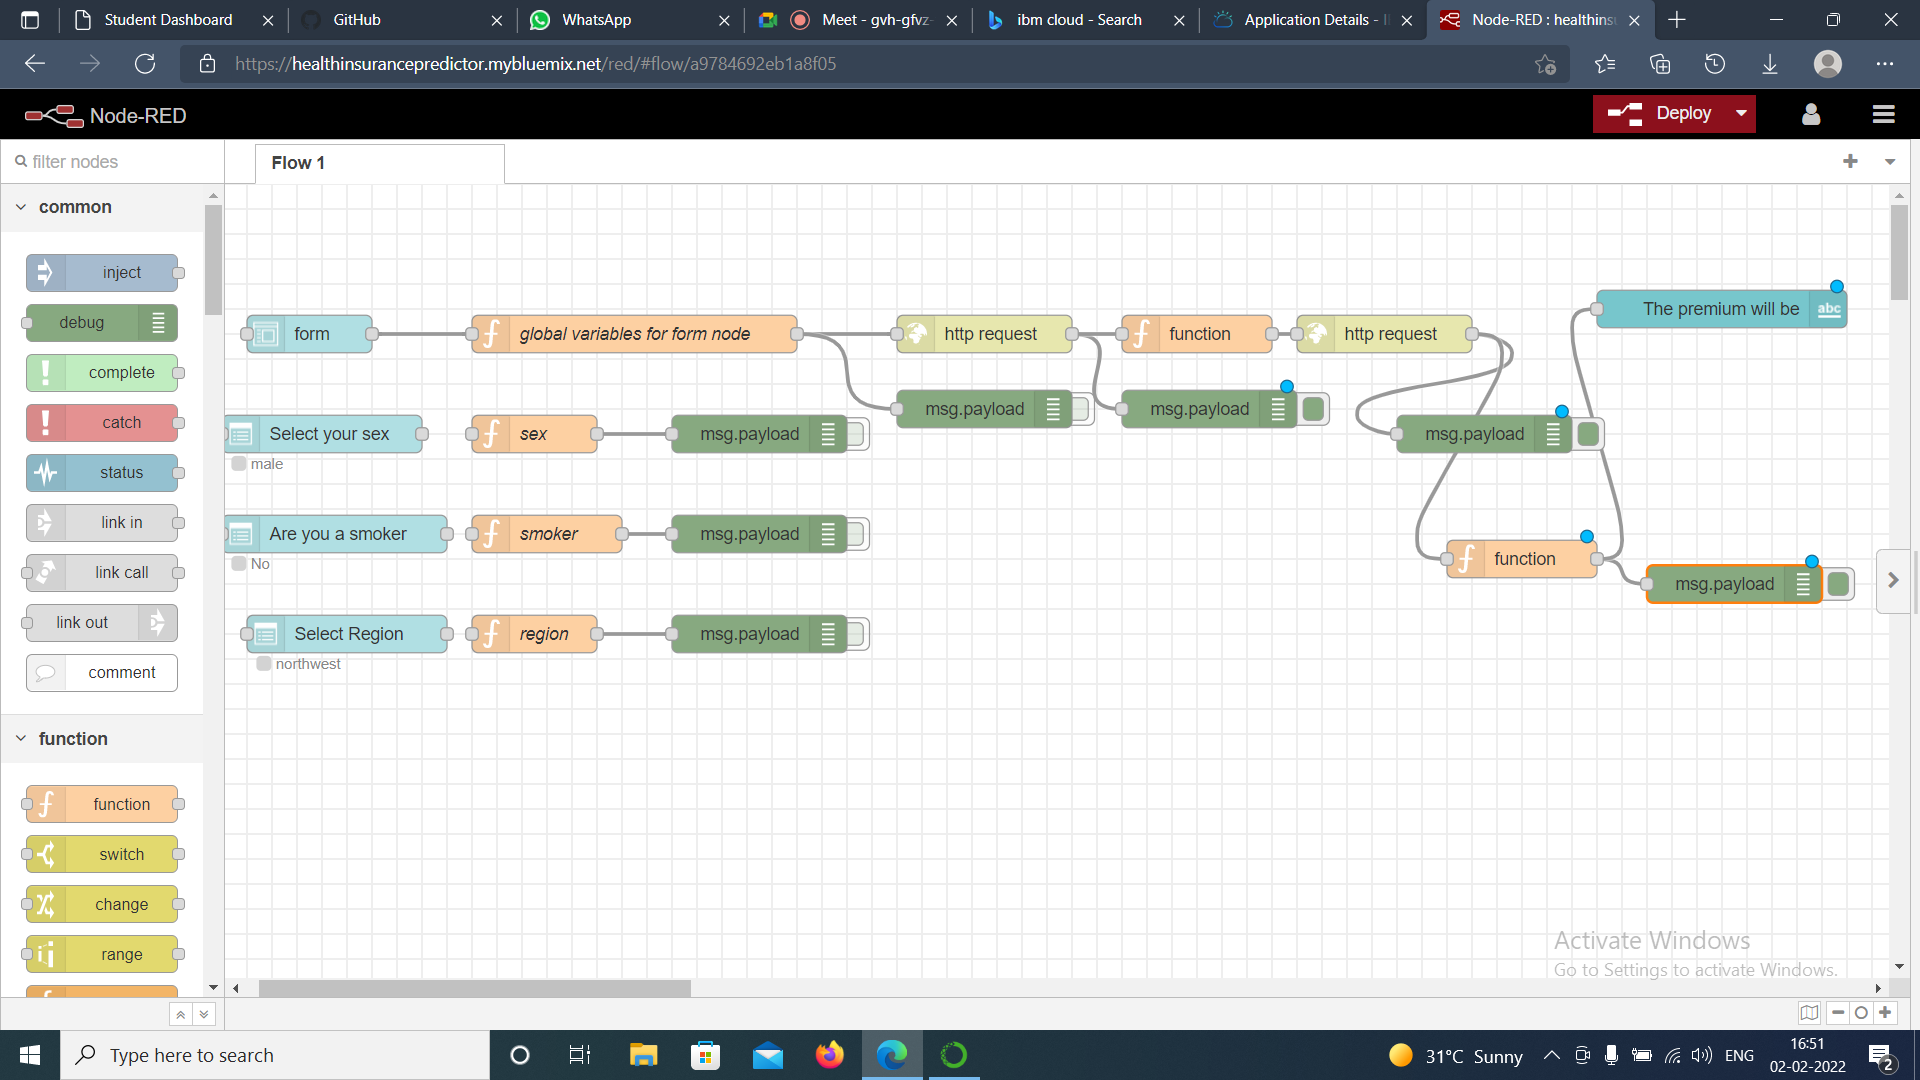 Student Dashboard
GitHub
WhatsApp
Meet - gvh-gfvz-
ibm cloud - Search
Application Details - I
Node-RED : healthinsu
https://healthinsurancepredictor.mybluemix.net/red/#flow/a9784692eb1a8f05
Node-RED
Deploy
filter nodes
Flow 1
common
inject
debug
complete
catch
status
link in
link call
link out
comment
function
function
switch
change
range
form
global variables for form node
http request
function
http request
The premium will be
abc
msg.payload
msg.payload
msg.payload
Select your sex
sex
msg.payload
male
Are you a smoker
smoker
msg.payload
No
function
msg.payload
Select Region
region
msg.payload
northwest
Activate Windows
Go to Settings to activate Windows.
Type here to search
31°C Sunny
ENG
16:51
02-02-2022
2